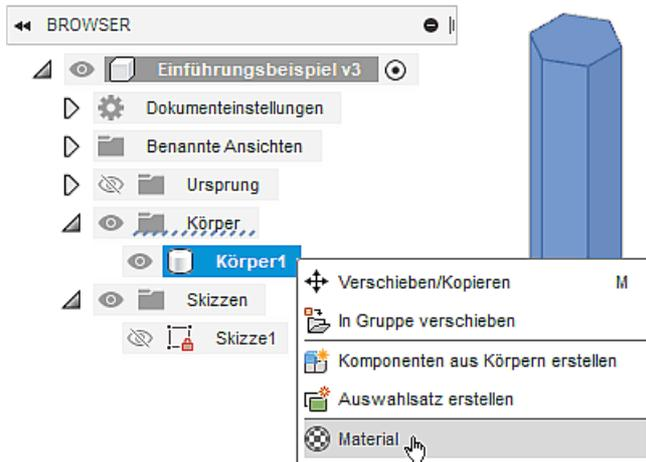 BROWSER
Einführungsbeispiel v3
Dokumenteinstellungen
Benannte Ansichten
Ursprung
Körper
Körper1
Verschieben/Kopieren M
Skizzen
In Gruppe verschieben
Skizze1
Komponenten aus Körpern erstellen
Auswahlsatz erstellen
Material